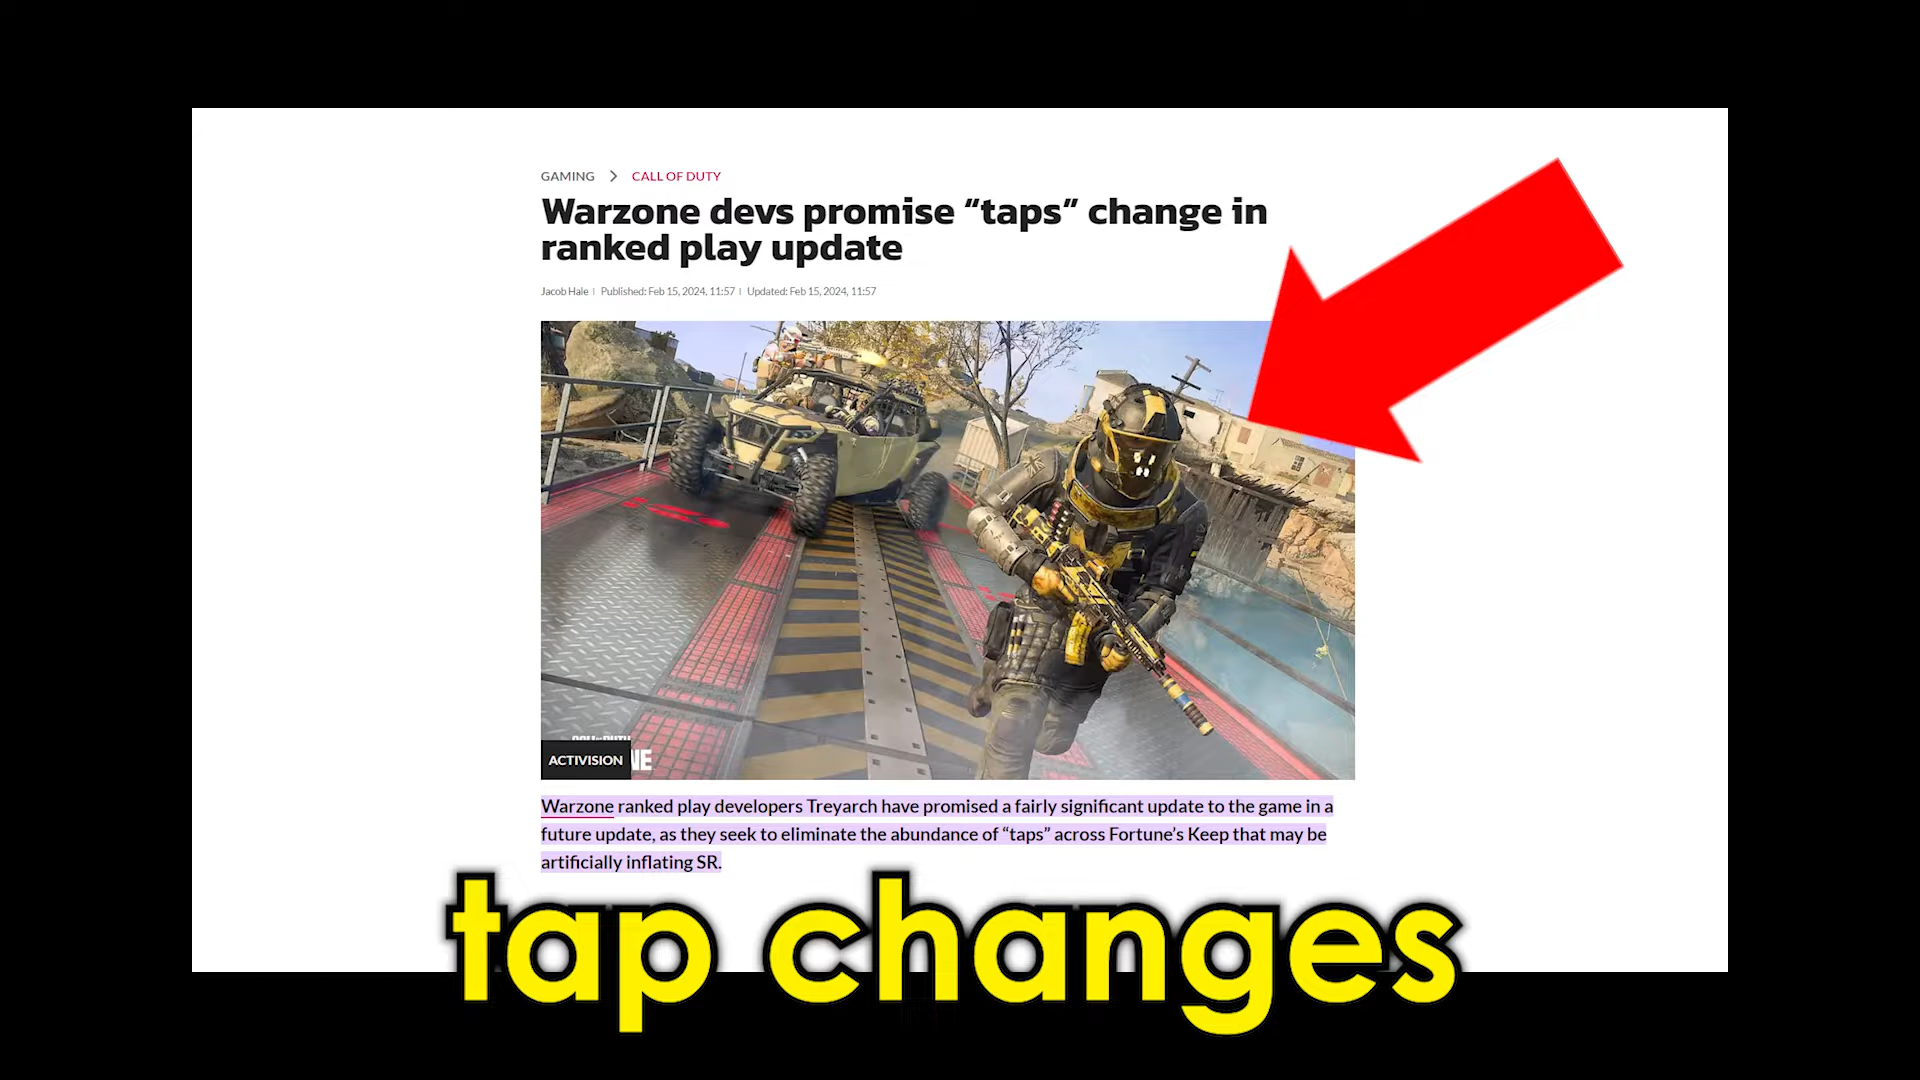 GAMING > CALL OF DUTY
Warzone devs promise “taps” change in
ranked play update
Jacob Hale | Published: Feb 15, 2024, 11:57 | Updated: Feb 15, 2024, 11:57
ACTIVISION
Warzone ranked play developers Treyarch have promised a fairly significant update to the game in a
future update, as they seek to eliminate the abundance of “taps” across Fortune’s Keep that may be
artificially inflating SR.
tap changes